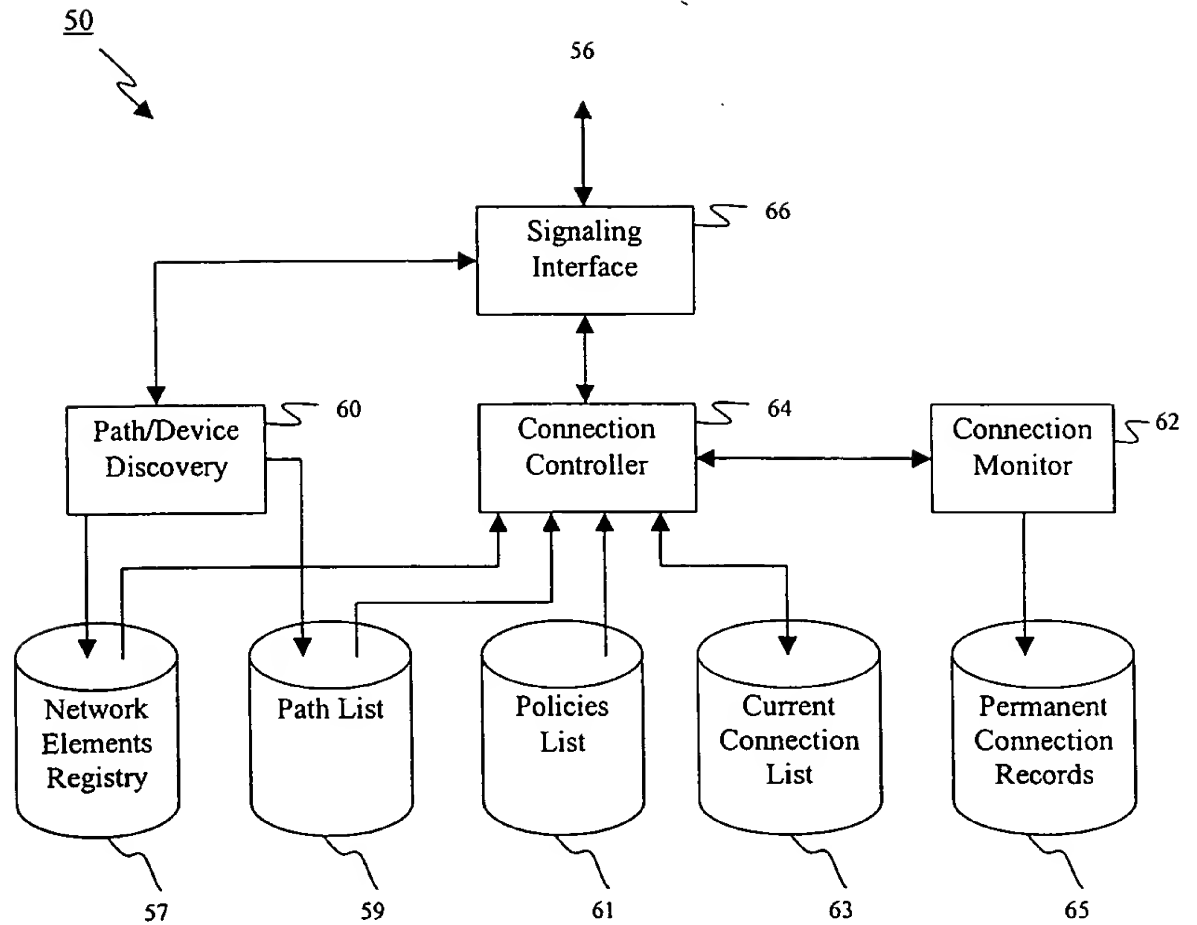 50
56
Signaling
Interface
66
Path/Device
Discovery
60
Connection
Controller
64
Connection
Monitor
62
Network
Elements
Registry
Path List
Policies
List
Current
Connection
List
Permanent
Connection
Records
57
59
61
63
65